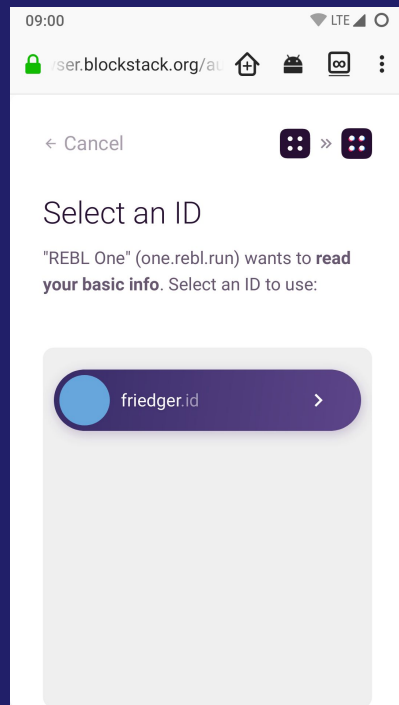 09:00 LTE
ser.blockstack.org/au
← Cancel »
Select an ID
"REBL One" (one.rebl.run) wants to read
your basic info. Select an ID to use:
friedger.id